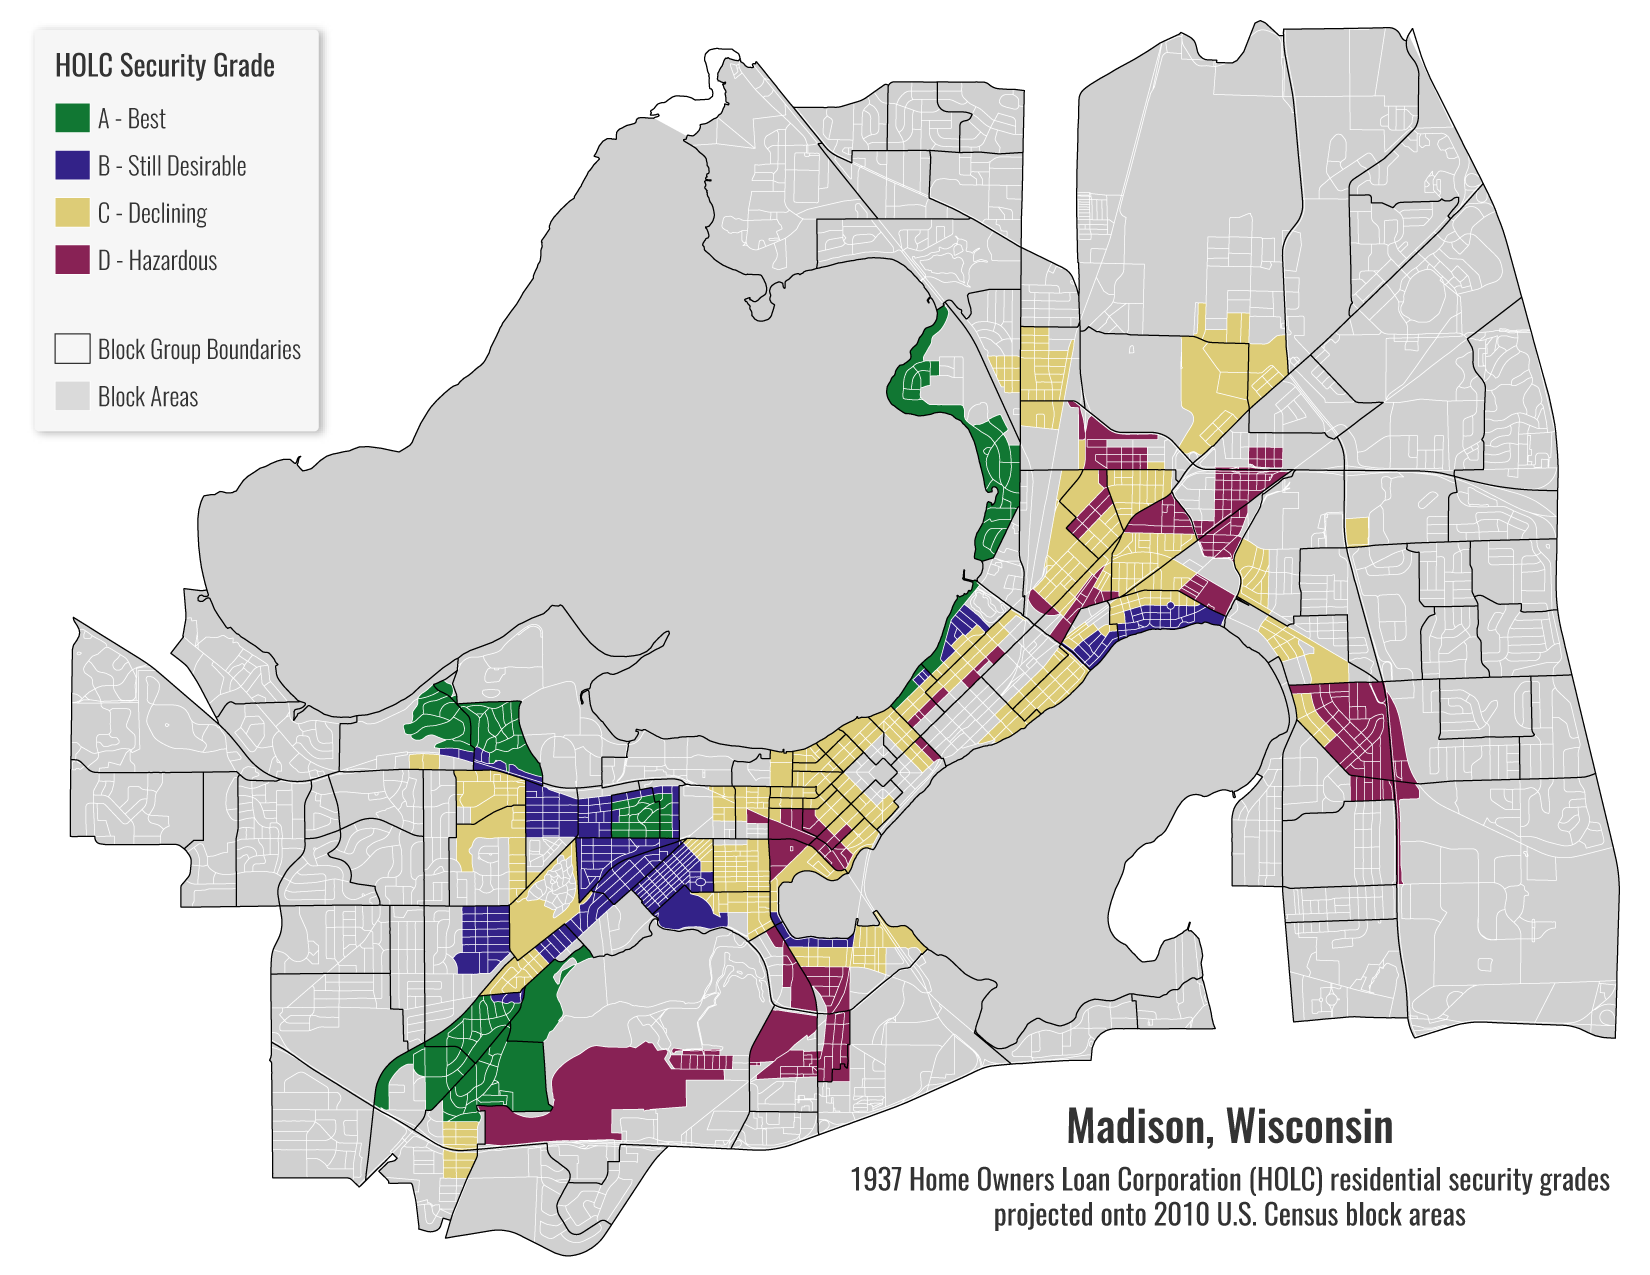 HOLC Security Grade
A - Best
B - Still Desirable
C - Declining
D - Hazardous
Block Group Boundaries
Block Areas
Madison, Wisconsin
1937 Home Owners Loan Corporation (HOLC) residential security grades
projected onto 2010 U.S. Census block areas